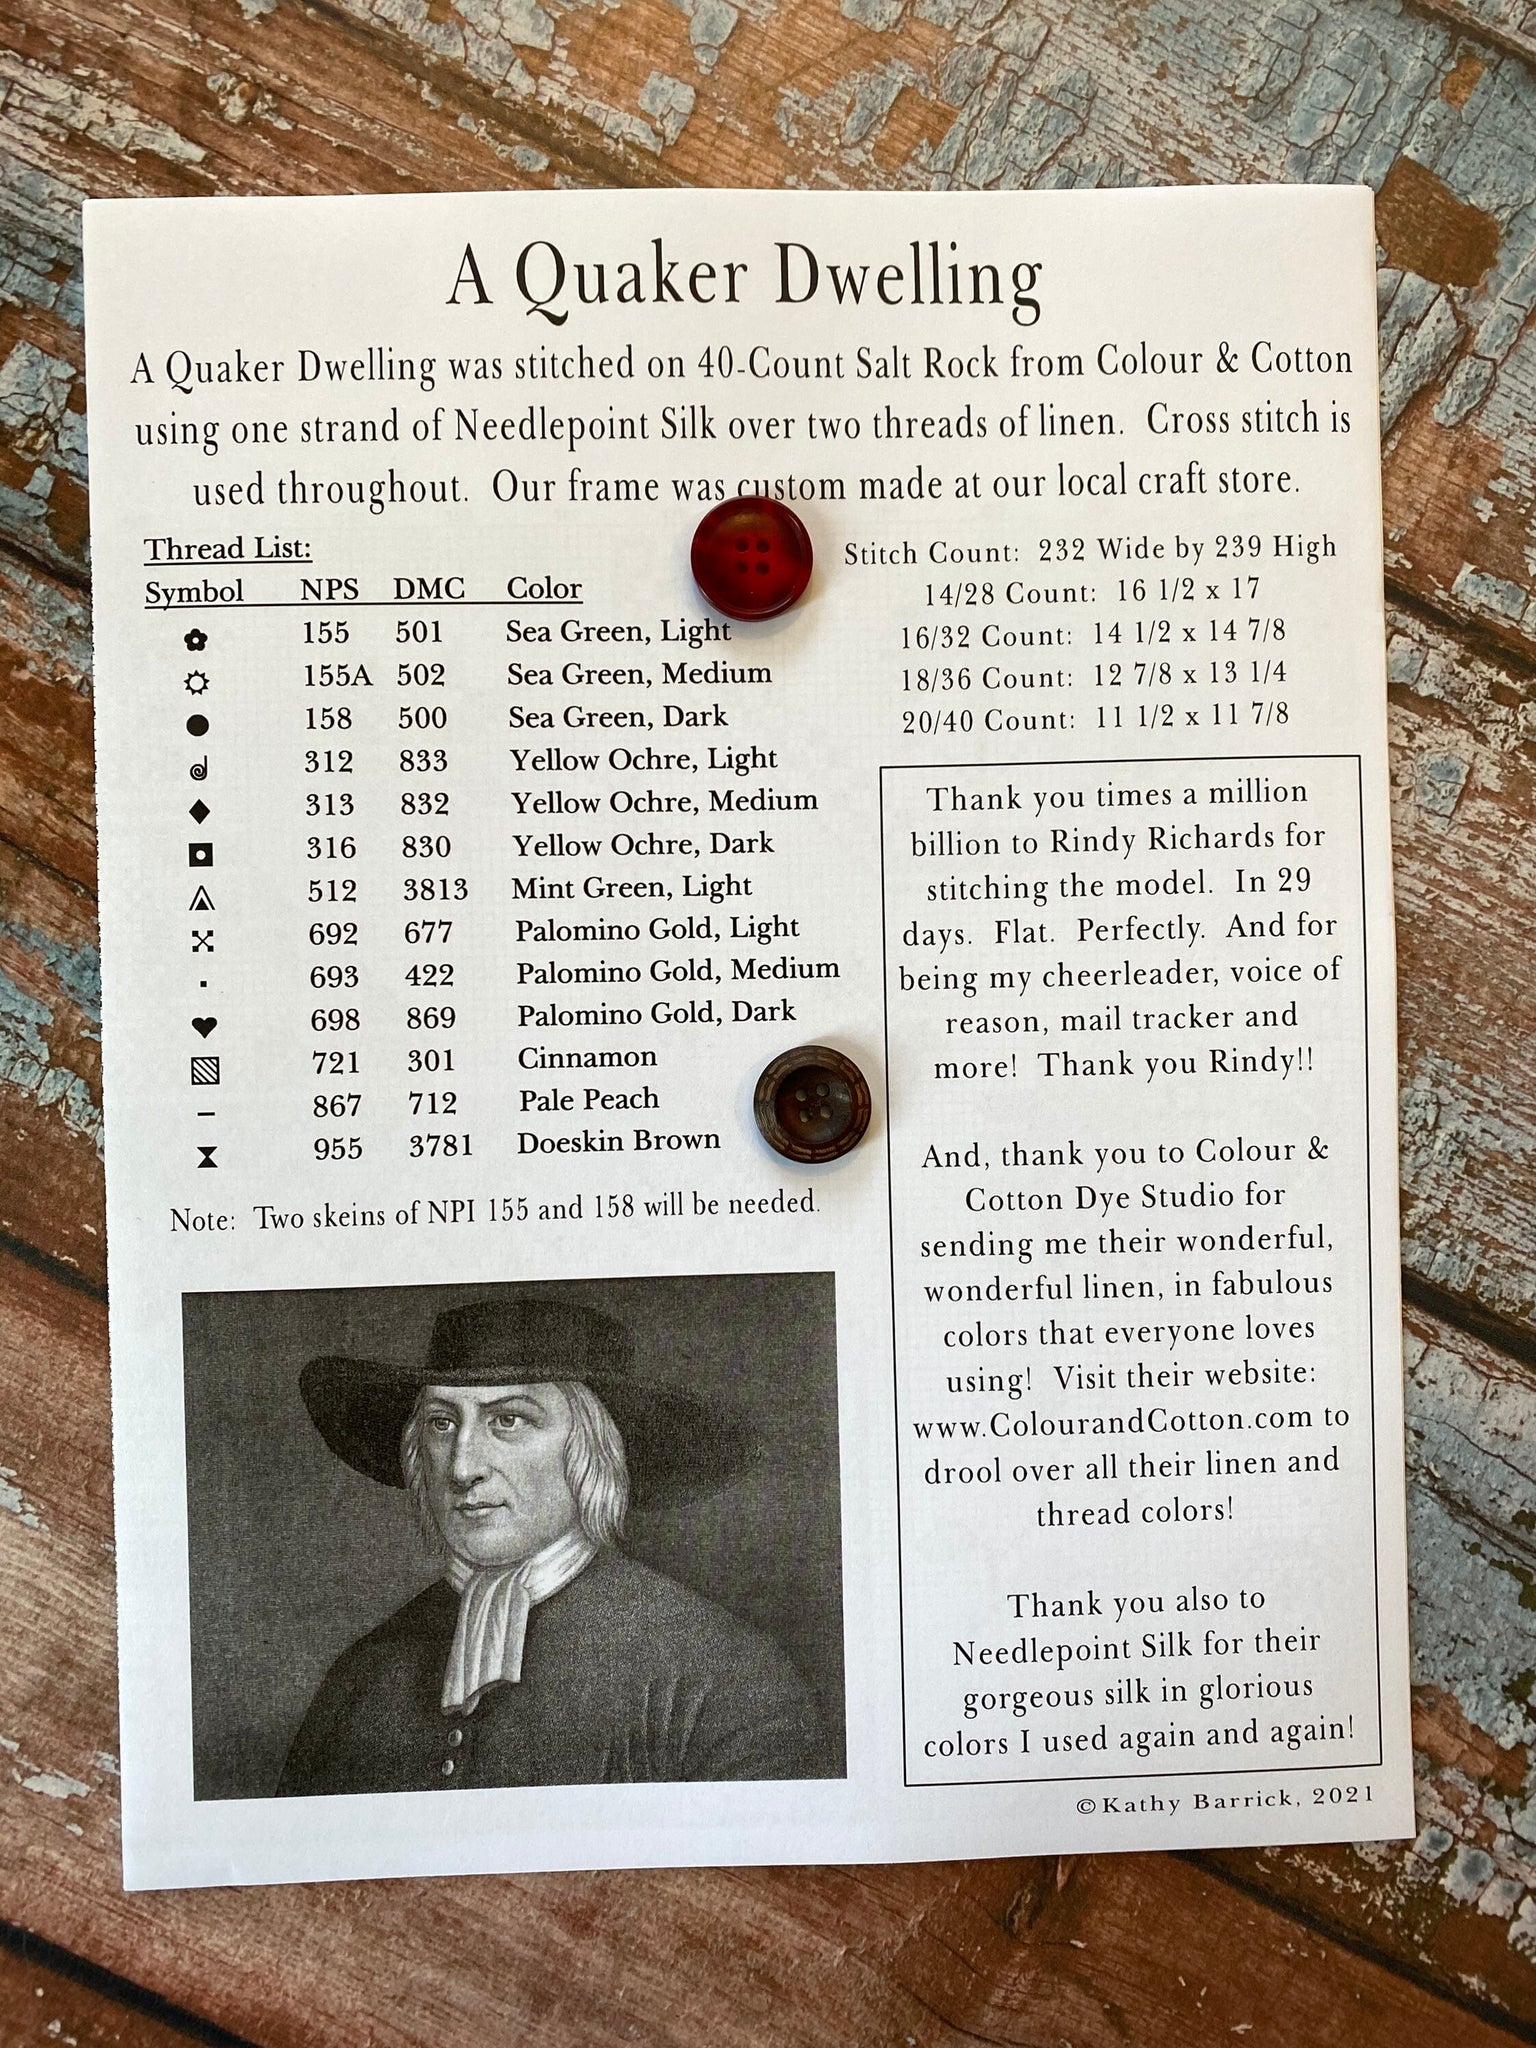 A Quaker Dwelling
A Quaker Dwelling was stitched on 40-Count Salt Rock from Colour & Cotton
using one strand of Needlepoint Silk over two threads of linen.  Cross stitch is
used throughout.  Our frame was custom made at our local craft store.
Thread List:
Symbol NPS DMC Color
155 501 Sea Green, Light
155A 502 Sea Green, Medium
158 500 Sea Green, Dark
312 833 Yellow Ochre, Light
313 832 Yellow Ochre, Medium
316 830 Yellow Ochre, Dark
512 3813 Mint Green, Light
692 677 Palomino Gold, Light
693 422 Palomino Gold, Medium
698 869 Palomino Gold, Dark
721 301 Cinnamon
867 712 Pale Peach
955 3781 Doeskin Brown
Note:  Two skeins of NPI 155 and 158 will be needed.
Stitch Count:  232 Wide by 239 High
14/28 Count:  16 1/2 x 17
16/32 Count:  14 1/2 x 14 7/8
18/36 Count:  12 7/8 x 13 1/4
20/40 Count:  11 1/2 x 11 7/8
Thank you times a million
billion to Rindy Richards for
stitching the model.  In 29
days.  Flat.  Perfectly.  And for
being my cheerleader, voice of
reason, mail tracker and
more!  Thank you Rindy!!
And, thank you to Colour &
Cotton Dye Studio for
sending me their wonderful,
wonderful linen, in fabulous
colors that everyone loves
using!  Visit their website:
www.ColourandCotton.com to
drool over all their linen and
thread colors!
Thank you also to
Needlepoint Silk for their
gorgeous silk in glorious
colors I used again and again!
©Kathy Barrick, 2021